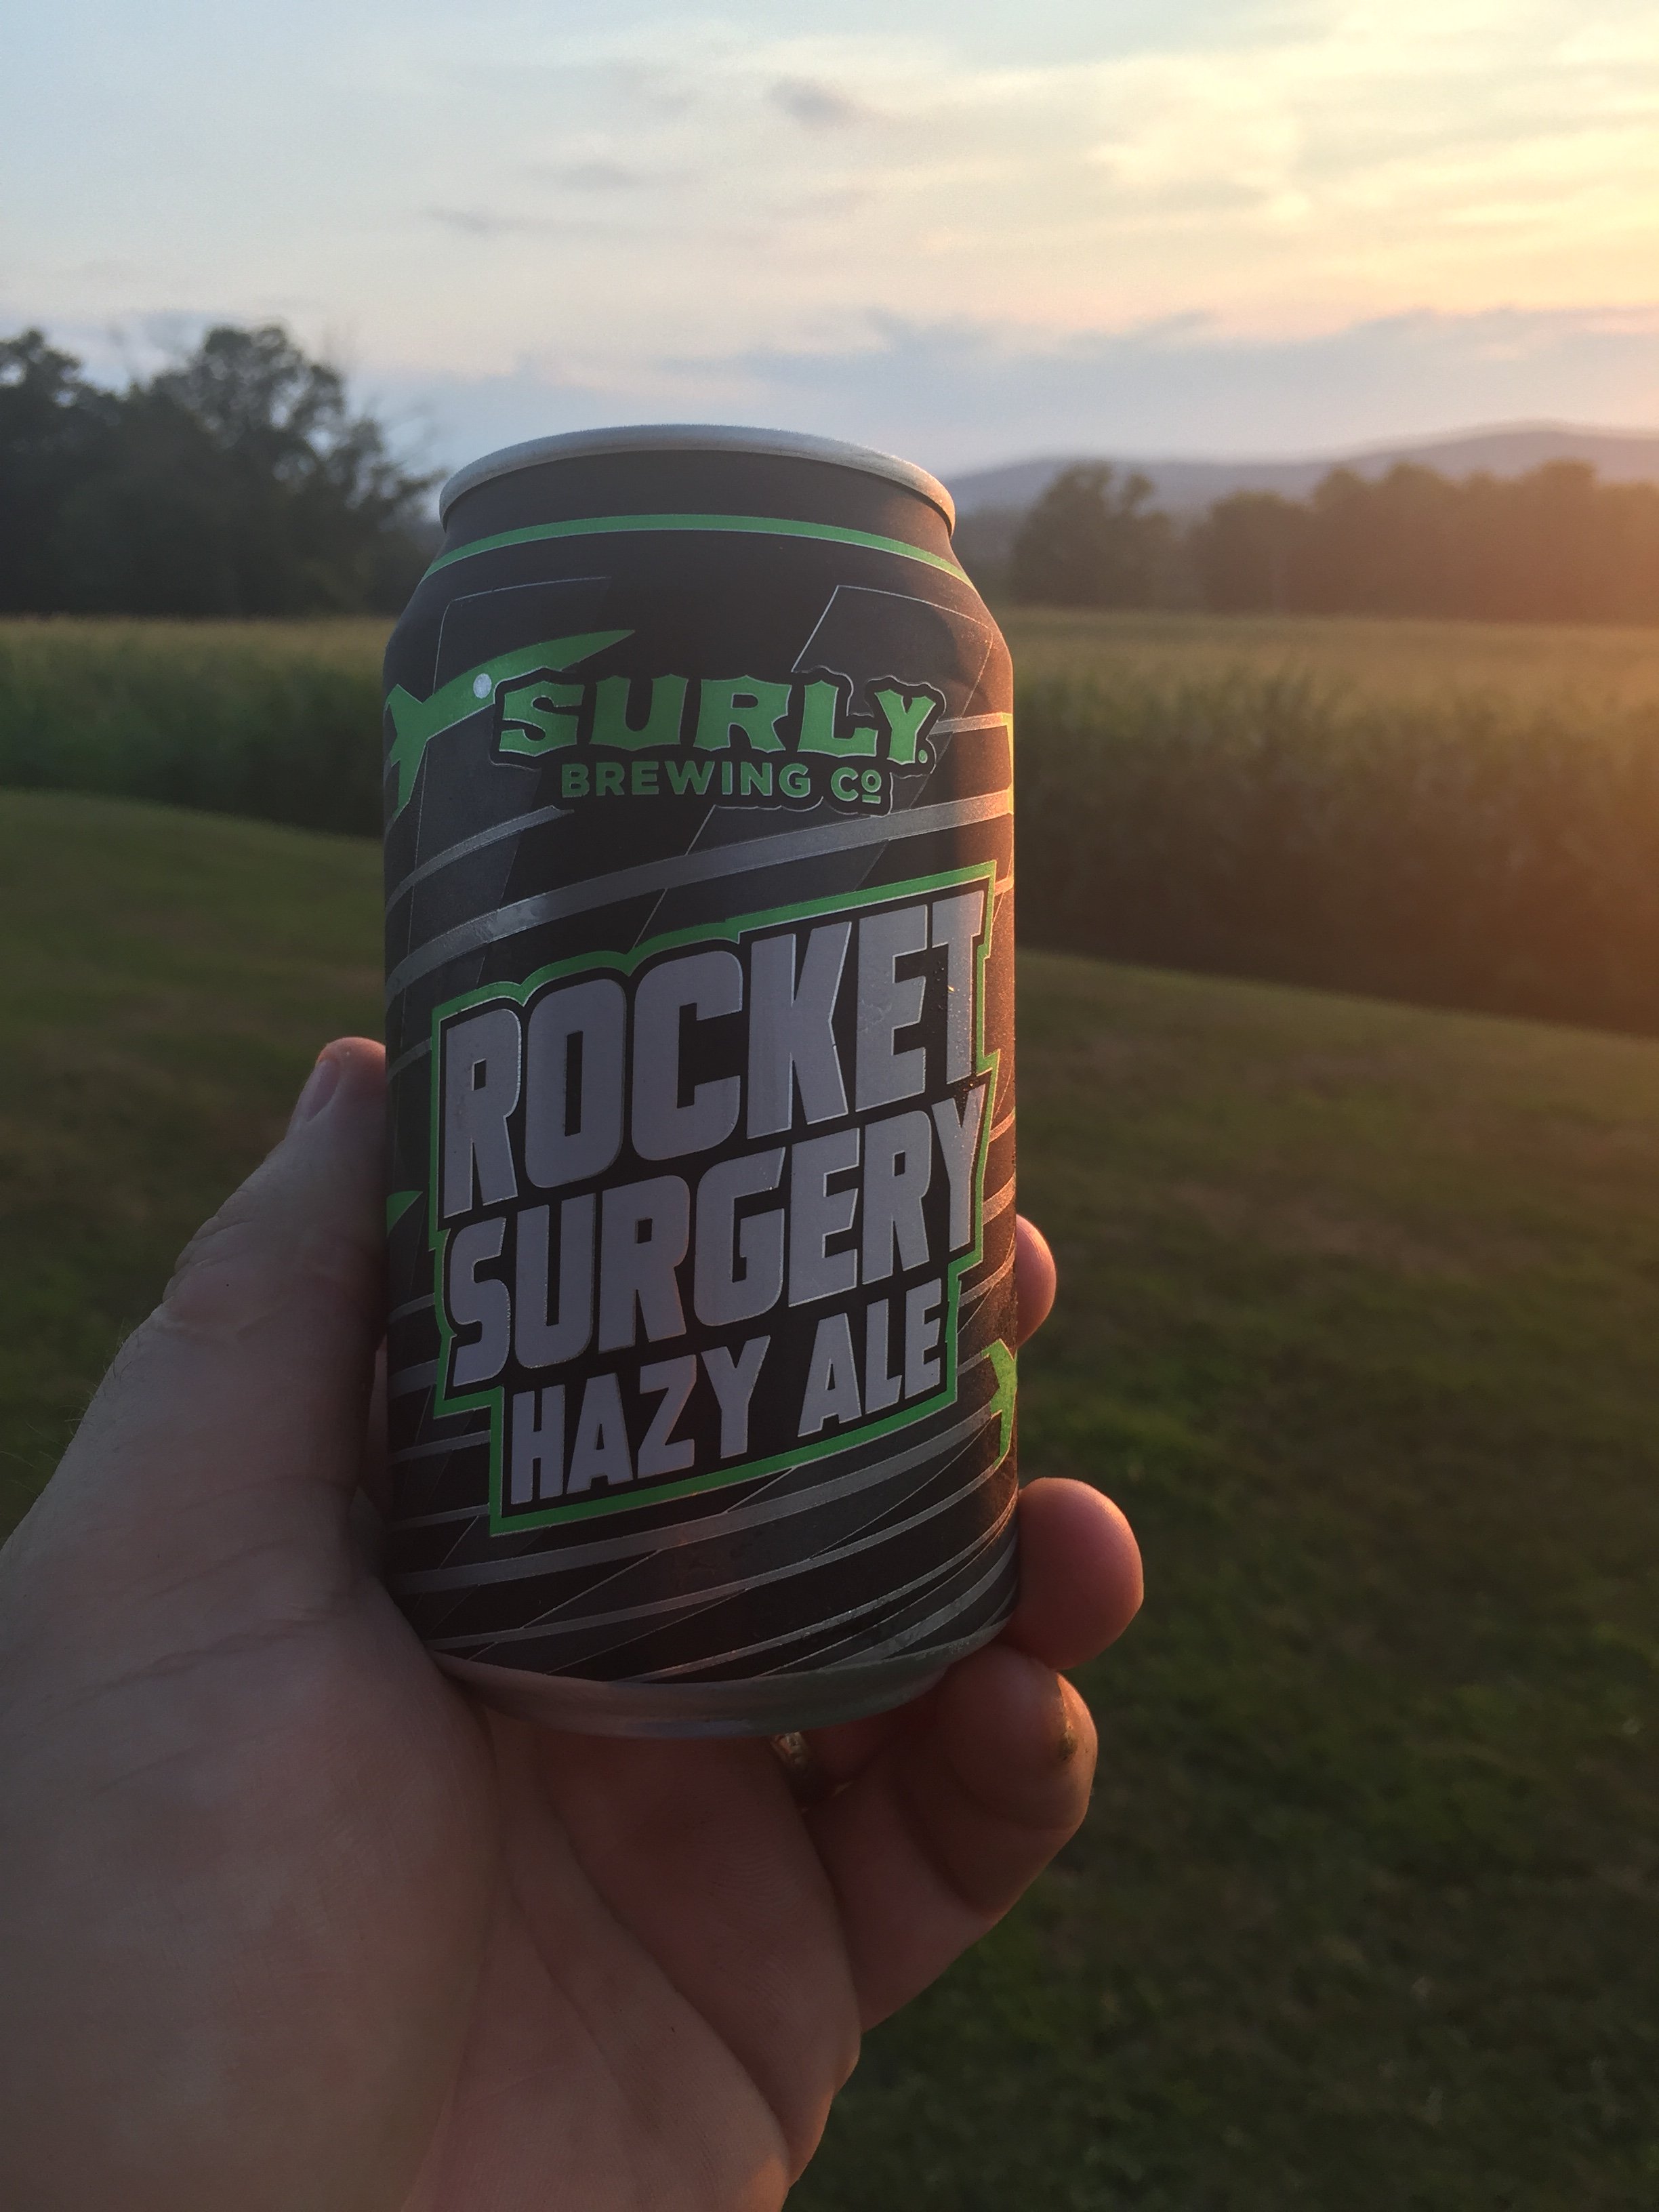 SURLY
BREWING Co
ROCKET
SURGERY
HAZY ALE